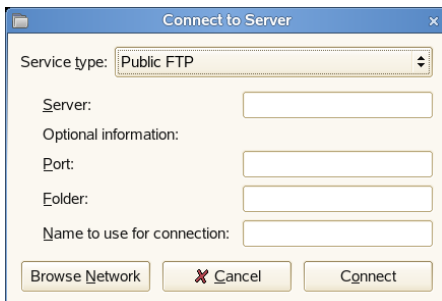 Connect to Server
Service type: Public FTP
Server:
Optional information:
Port:
Folder:
Name to use for connection:
Browse Network Cancel Connect